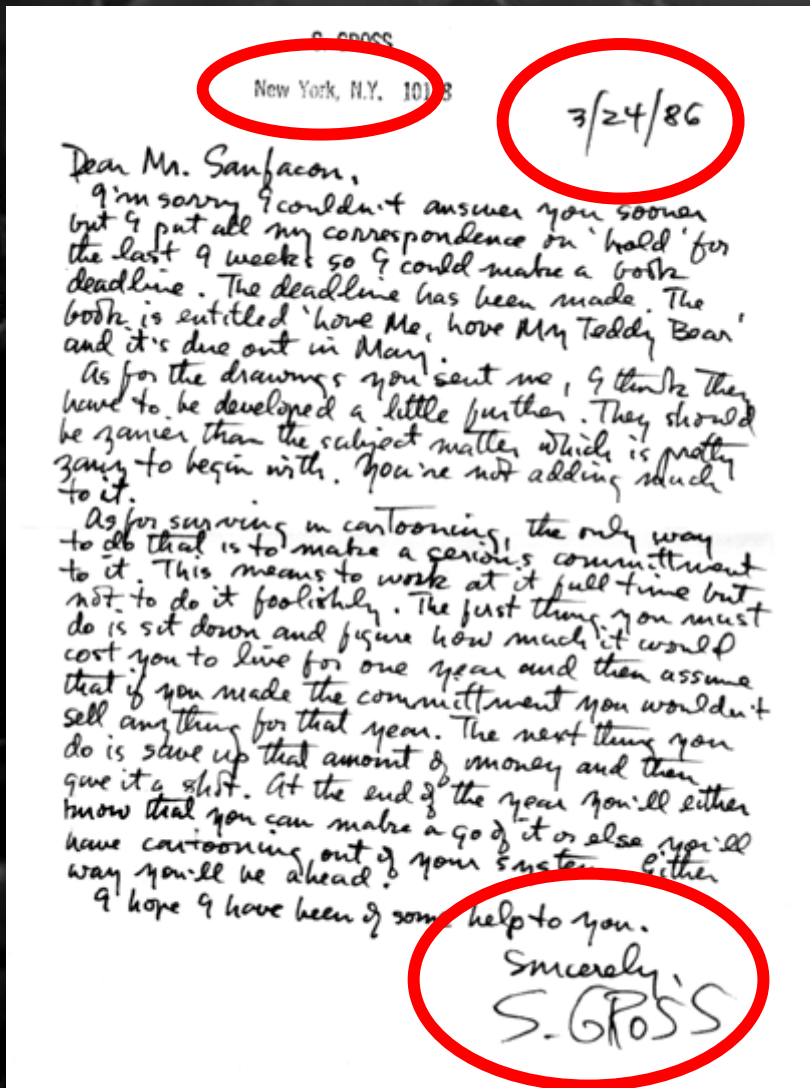 S. GROSS
New York, N.Y. 101 8
3/24/86
Dear Mr. Sanfacon,
I'm sorry I couldn't answer you sooner
but I put all my correspondence on 'hold' for
the last 9 weeks so I could make a book
deadline. The deadline has been made. The
book is entitled 'Love Me, Love My Teddy Bear'
and it's due out in May.
As for the drawings you sent me, I think they
have to be developed a little further. They should
be zanier than the subject matter which is pretty
zany to begin with. You're not adding much
to it.
As for surviving in cartooning, the only way
to do that is to make a serious committment
to it. This means to work at it full time but
not to do it foolishly. The first thing you must
do is sit down and figure how much it would
cost you to live for one year and then assume
that if you made the committment you wouldn't
sell anything for that year. The next thing you
do is save up that amount of money and then
give it a shot. At the end of the year you'll either
know that you can make a go of it or else you'll
have cartooning out of your system. Either
way you'll be ahead.
I hope I have been of some help to you.
Sincerely,
S. GROSS